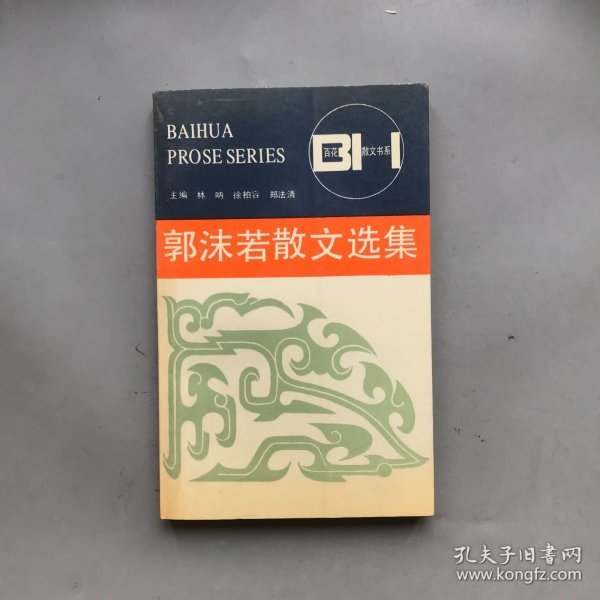 BAIHUA
PROSE SERIES
百花
BH
散文书系
主编 林呐 徐柏容 郑法清
郭沫若散文选集
孔夫子旧书网
www.kongfz.com